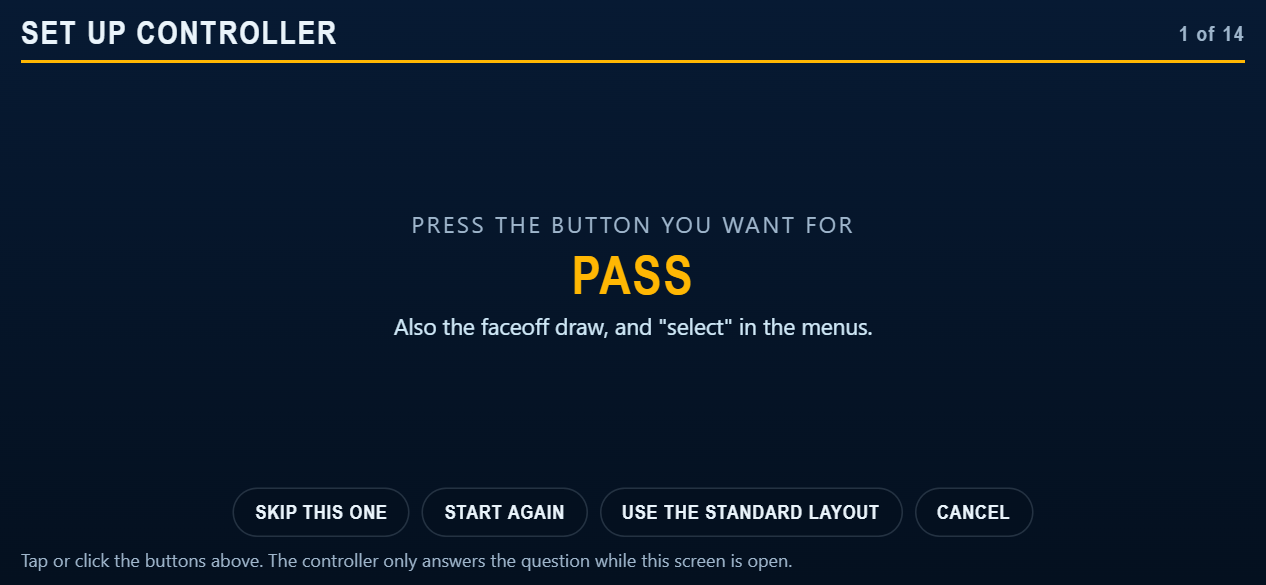 SET UP CONTROLLER
1 of 14
PRESS THE BUTTON YOU WANT FOR
PASS
Also the faceoff draw, and "select" in the menus.
SKIP THIS ONE
START AGAIN
USE THE STANDARD LAYOUT
CANCEL
Tap or click the buttons above. The controller only answers the question while this screen is open.